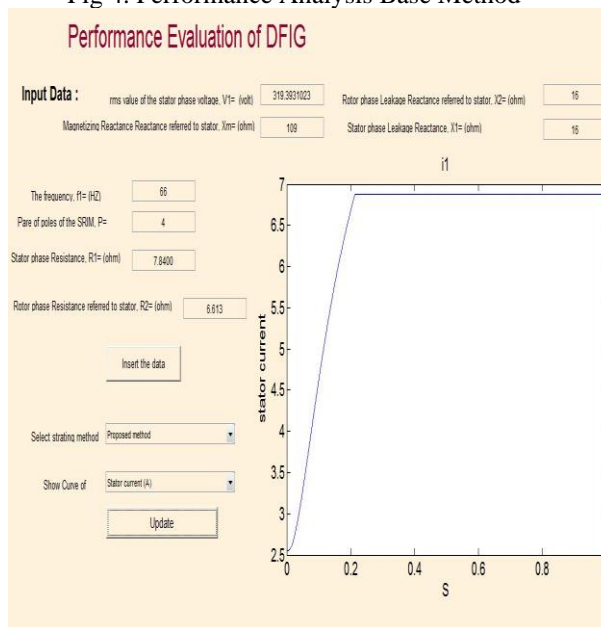 Fig 4: Performance Analysis Base Method
Performance Evaluation of DFIG
Input Data :
rms value of the stator phase voltage, V1= (volt)
319.3931023
Rotor phase Leakage Reactance referred to stator, X2= (ohm)
16
Magnetizing Reactance Reactance referred to stator, Xm= (ohm)
109
Stator phase Leakage Reactance, X1= (ohm)
16
The frequency, f1= (HZ)
66
Pare of poles of the SRIM, P=
4
Stator phase Resistance, R1= (ohm)
7.8400
Rotor phase Resistance referred to stator, R2= (ohm)
6.613
Insert the data
Select strating method
Proposed method
Show Curve of
Stator current (A)
Update
i1
7
6.5
6
5.5
5
4.5
4
3.5
3
2.5
stator current
0
0.2
0.4
0.6
0.8
S